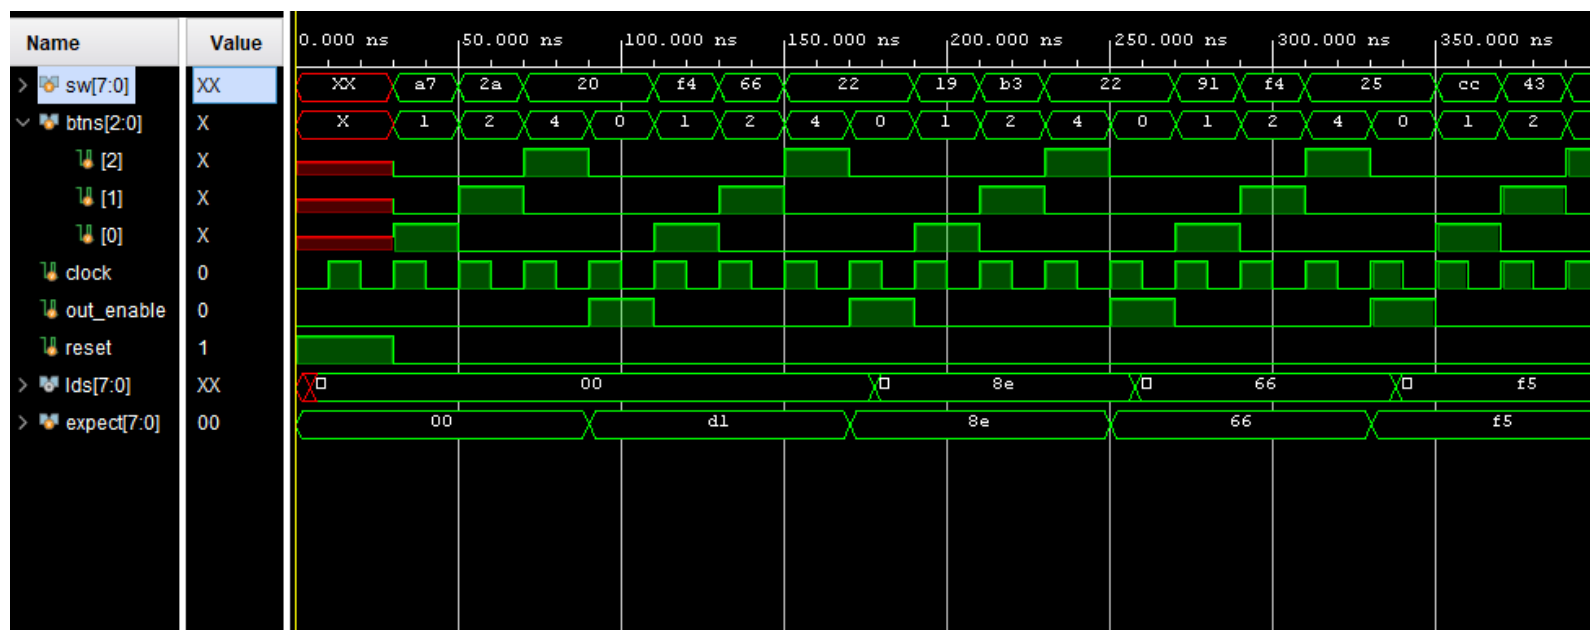 Name Value 0.000 ns 50.000 ns 100.000 ns 150.000 ns 200.000 ns 250.000 ns 300.000 ns 350.000 ns
sw[7:0] XX XX a7 2a 20 f4 66 22 19 b3 22 91 f4 25 cc 43
btns[2:0] X X 1 2 4 0 1 2 4 0 1 2 4 0 1 2 4 0 1 2
[2] X
[1] X
[0] X
clock 0
out_enable 0
reset 1
lds[7:0] XX 00 8e 66 f5
expect[7:0] 00 00 d1 8e 66 f5